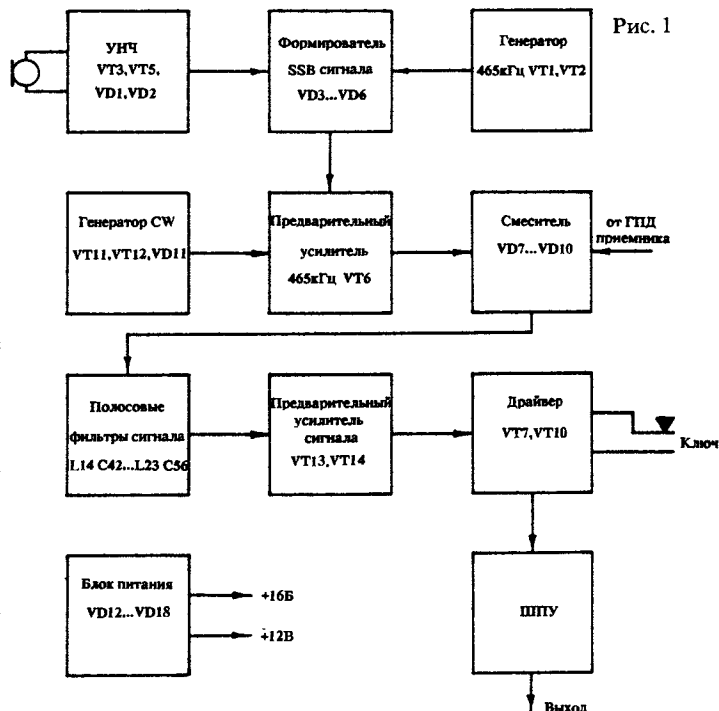 Рис. 1
УНЧ
VT3, VT5,
VD1, VD2
Формирователь
SSB сигнала
VD3...VD6
Генератор
465кГц VT1, VT2
Генератор CW
VT11, VT12, VD11
Предварительный
усилитель
465кГц VT6
Смеситель
VD7...VD10
от ГПД
приемника
Полосовые
фильтры сигнала
L14 C42...L23 C56
Предварительный
усилитель
сигнала
VT13, VT14
Драйвер
VT7, VT10
Ключ
Блок питания
VD12...VD18
+16Б
+12В
ШПУ
Выход